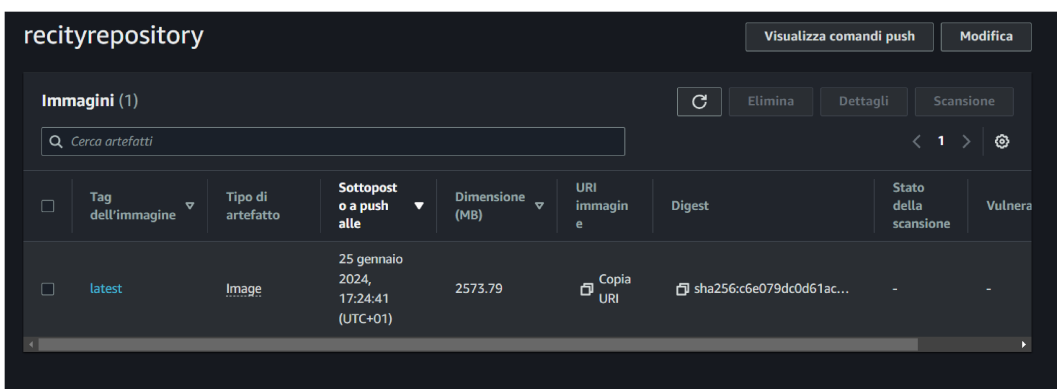 recityrepository
Visualizza comandi push
Modifica
Immagini (1)
Elimina
Dettagli
Scansione
Cerca artefatti
1
Tag
dell'immagine
Tipo di
artefatto
Sottopost
o a push
alle
Dimensione
(MB)
URI
immagin
e
Digest
Stato
della
scansione
Vulnera
latest
Image
25 gennaio
2024,
17:24:41
(UTC+01)
2573.79
Copia
URI
sha256:c6e079dc0d61ac...
-
-